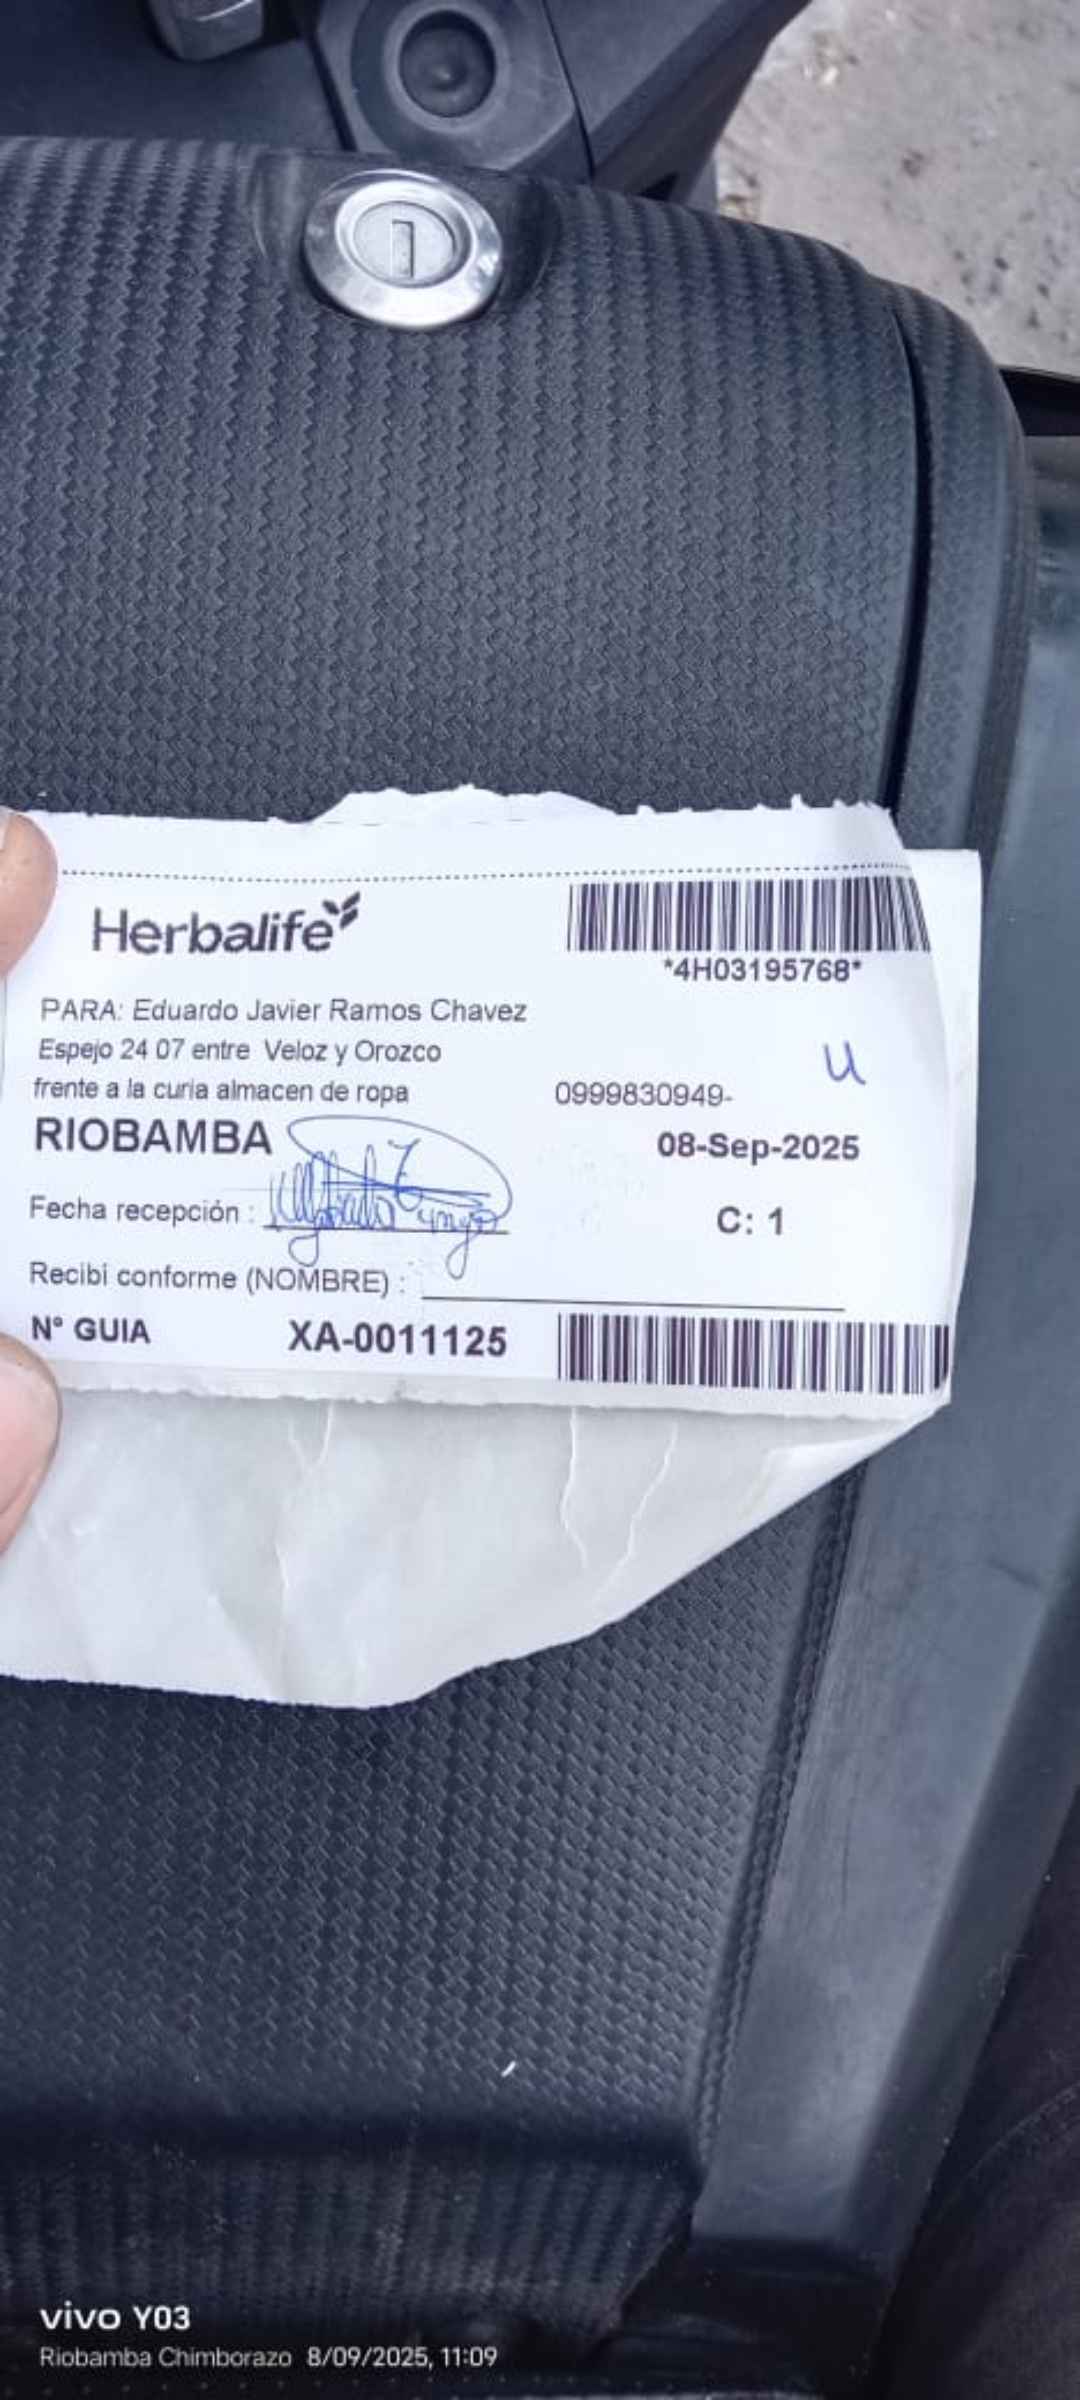 Herbalife
*4H03195768*
PARA: Eduardo Javier Ramos Chavez
Espejo 24 07 entre Veloz y Orozco
u
frente a la curia almacen de ropa 0999830949-
RIOBAMBA 08-Sep-2025
Fecha recepción :
C: 1
Recibi conforme (NOMBRE) :
N° GUIA XA-0011125
vivo Y03
Riobamba Chimborazo 8/09/2025, 11:09